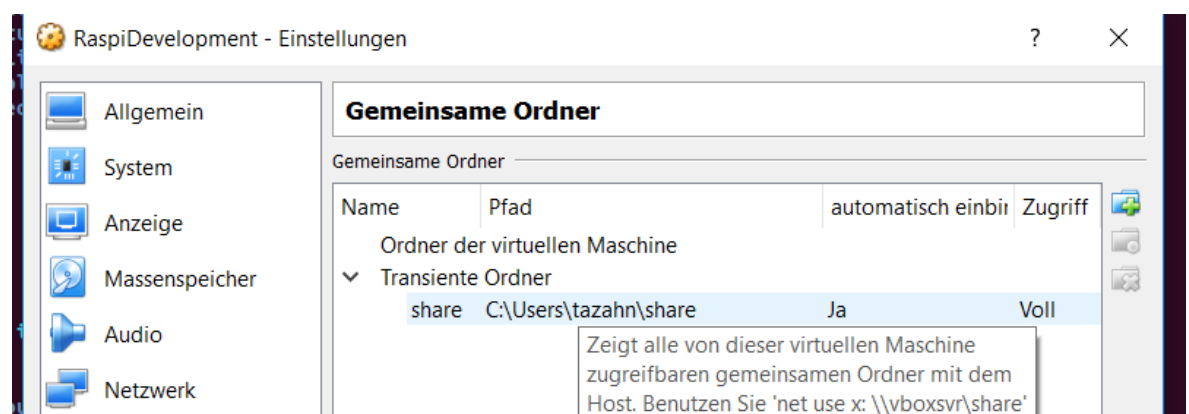 RaspiDevelopment - Einstellungen ?
Allgemein
System
Anzeige
Massenspeicher
Audio
Netzwerk
Gemeinsame Ordner
Gemeinsame Ordner
Name Pfad automatisch einbin Zugriff
Ordner der virtuellen Maschine
Transiente Ordner
share C:\Users\tazahn\share Ja Voll
Zeigt alle von dieser virtuellen Maschine
zugreifbaren gemeinsamen Ordner mit dem
Host. Benutzen Sie 'net use x: \\vboxsvr\share'